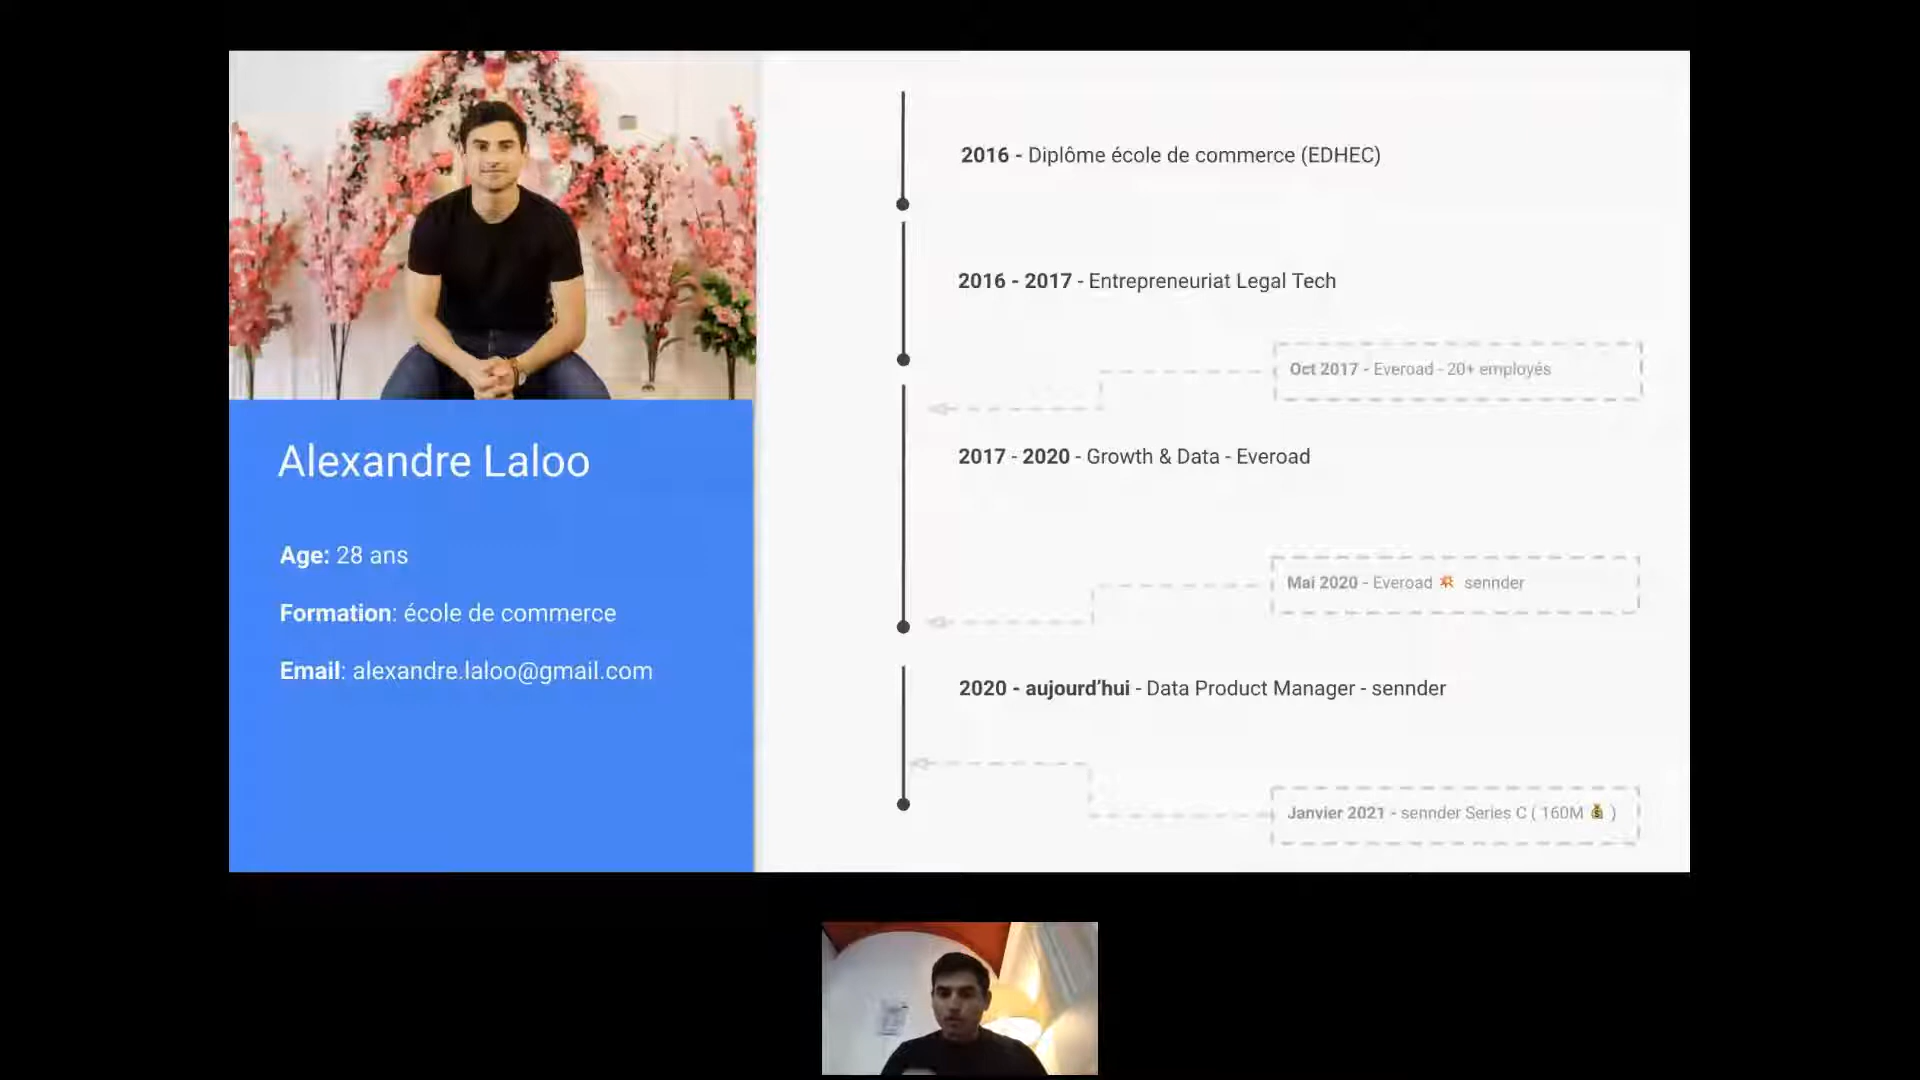 Alexandre Laloo
Age: 28 ans
Formation: école de commerce
Email: alexandre.laloo@gmail.com
2016 - Diplôme école de commerce (EDHEC)
2016 - 2017 - Entrepreneuriat Legal Tech
Oct 2017 - Everoad - 20+ employés
2017 - 2020 - Growth & Data - Everoad
Mai 2020 - Everoad 💥 sennder
2020 - aujourd’hui - Data Product Manager - sennder
Janvier 2021 - sennder Series C ( 160M 💰 )